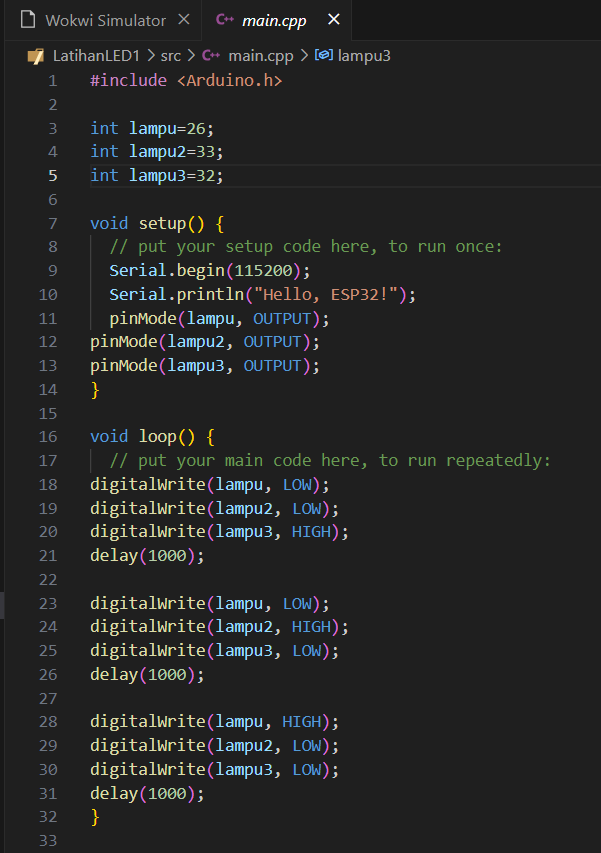 Wokwi Simulator × C++ main.cpp ×
LatihanLED1 > src > C++ main.cpp > lampu3
1 #include <Arduino.h>
2
3 int lampu=26;
4 int lampu2=33;
5 int lampu3=32;
6
7 void setup() {
8   // put your setup code here, to run once:
9   Serial.begin(115200);
10   Serial.println("Hello, ESP32!");
11   pinMode(lampu, OUTPUT);
12 pinMode(lampu2, OUTPUT);
13 pinMode(lampu3, OUTPUT);
14 }
15
16 void loop() {
17   // put your main code here, to run repeatedly:
18 digitalWrite(lampu, LOW);
19 digitalWrite(lampu2, LOW);
20 digitalWrite(lampu3, HIGH);
21 delay(1000);
22
23 digitalWrite(lampu, LOW);
24 digitalWrite(lampu2, HIGH);
25 digitalWrite(lampu3, LOW);
26 delay(1000);
27
28 digitalWrite(lampu, HIGH);
29 digitalWrite(lampu2, LOW);
30 digitalWrite(lampu3, LOW);
31 delay(1000);
32 }
33